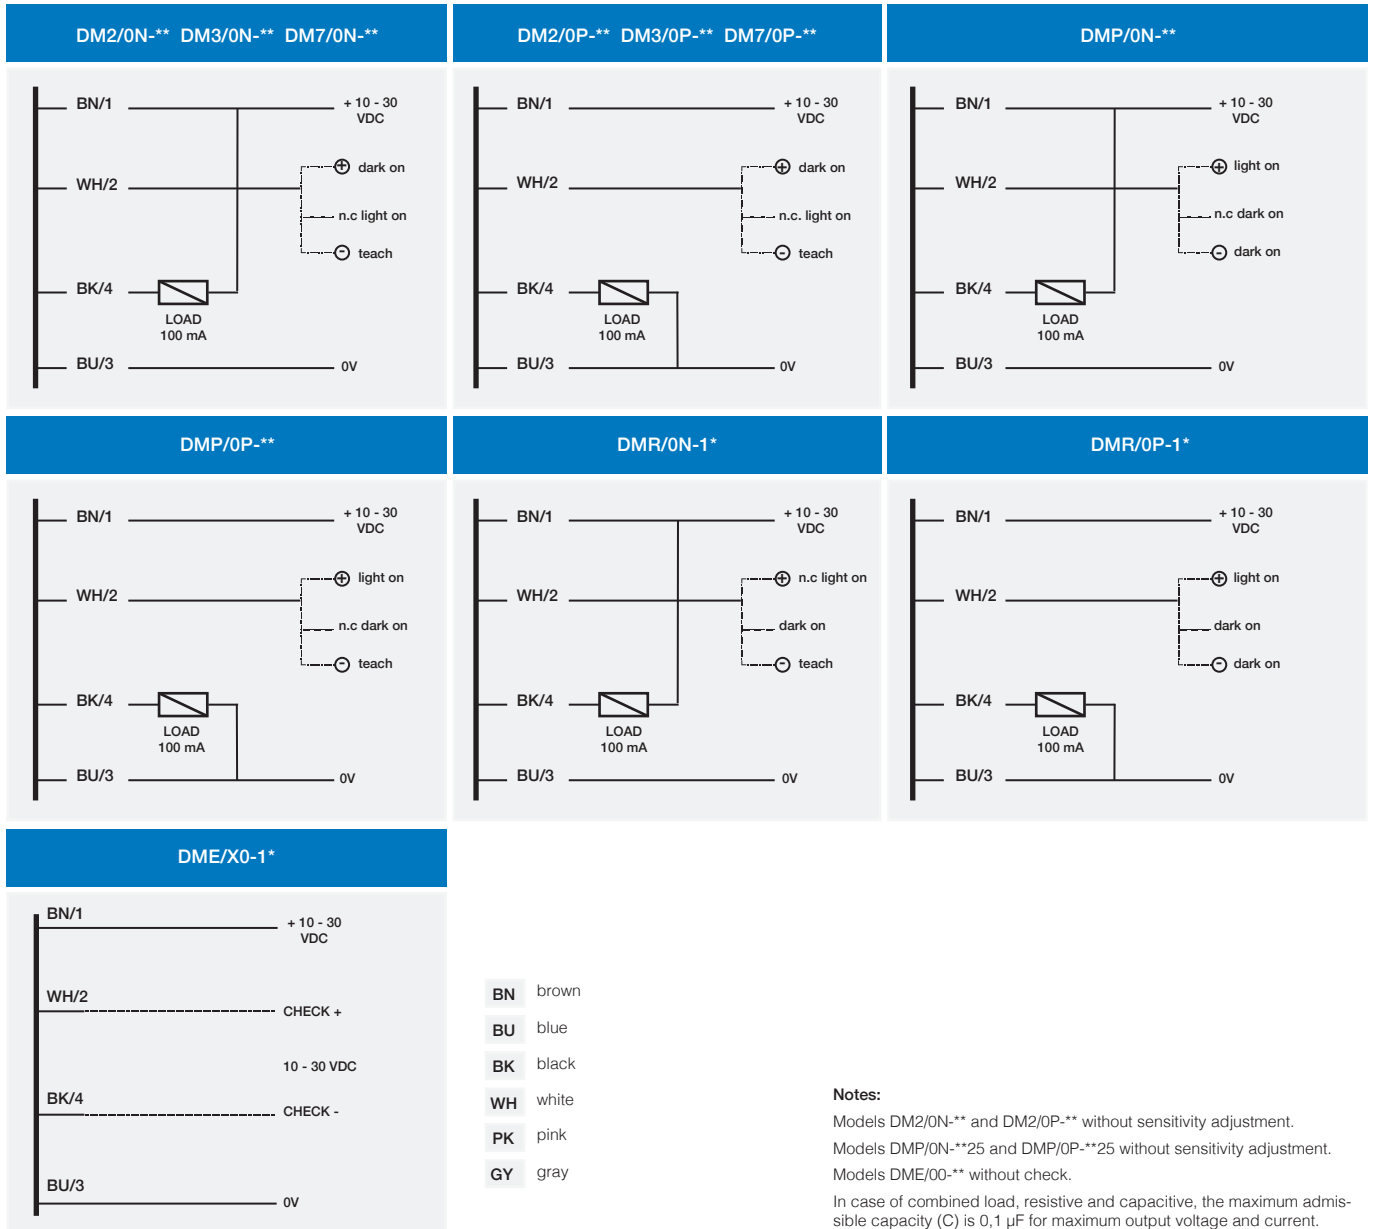 DM2/0N-** DM3/0N-** DM7/0N-**
BN/1
+ 10 - 30
VDC
dark on
WH/2
n.c light on
teach
BK/4
LOAD
100 mA
BU/3
0V
DM2/0P-** DM3/0P-** DM7/0P-**
BN/1
+ 10 - 30
VDC
dark on
WH/2
n.c. light on
teach
BK/4
LOAD
100 mA
BU/3
0V
DMP/0N-**
BN/1
+ 10 - 30
VDC
light on
WH/2
n.c dark on
dark on
BK/4
LOAD
100 mA
BU/3
0V
DMP/0P-**
BN/1
+ 10 - 30
VDC
light on
WH/2
n.c dark on
teach
BK/4
LOAD
100 mA
BU/3
0V
DMR/0N-1*
BN/1
+ 10 - 30
VDC
n.c light on
WH/2
dark on
teach
BK/4
LOAD
100 mA
BU/3
0V
DMR/0P-1*
BN/1
+ 10 - 30
VDC
light on
WH/2
dark on
dark on
BK/4
LOAD
100 mA
BU/3
0V
DME/X0-1*
BN/1
+ 10 - 30
VDC
WH/2
CHECK +
10 - 30 VDC
BK/4
CHECK -
BU/3
0V
BN brown
BU blue
BK black
WH white
PK pink
GY gray
Notes:
Models DM2/0N-** and DM2/0P-** without sensitivity adjustment.
Models DMP/0N-**25 and DMP/0P-**25 without sensitivity adjustment.
Models DME/00-** without check.
In case of combined load, resistive and capacitive, the maximum admis-
sible capacity (C) is 0,1 µF for maximum output voltage and current.